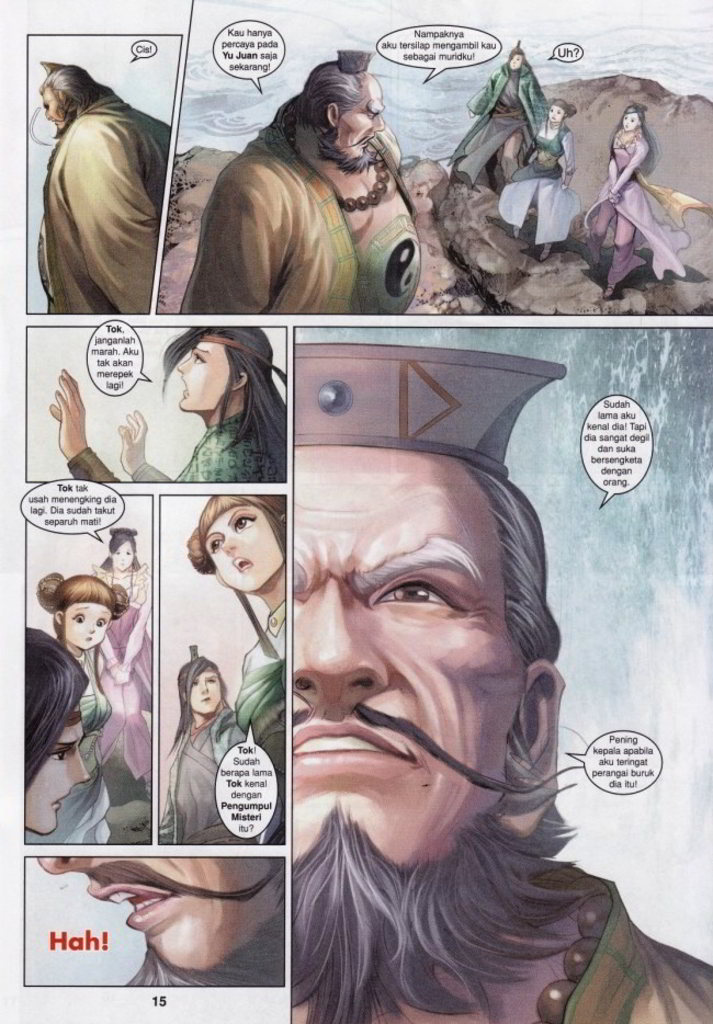 Cis!
Kau hanya
percaya pada
Yu Juan saja
sekarang!
Nampaknya
aku tersilap mengambil kau
sebagai muridku!
Uh?
Tok,
janganlah
marah. Aku
tak akan
merepek
lagi!
Tok tak
usah menengking dia
lagi. Dia sudah takut
separuh mati!
Tok!
Sudah
berapa lama
Tok kenal
dengan
Pengumpul
Misteri
itu?
Hah!
Sudah
lama aku
kenal dia! Tapi
dia sangat degil
dan suka
bersengketa
dengan
orang.
Pening
kepala apabila
aku teringat
perangai buruk
dia itu!
15